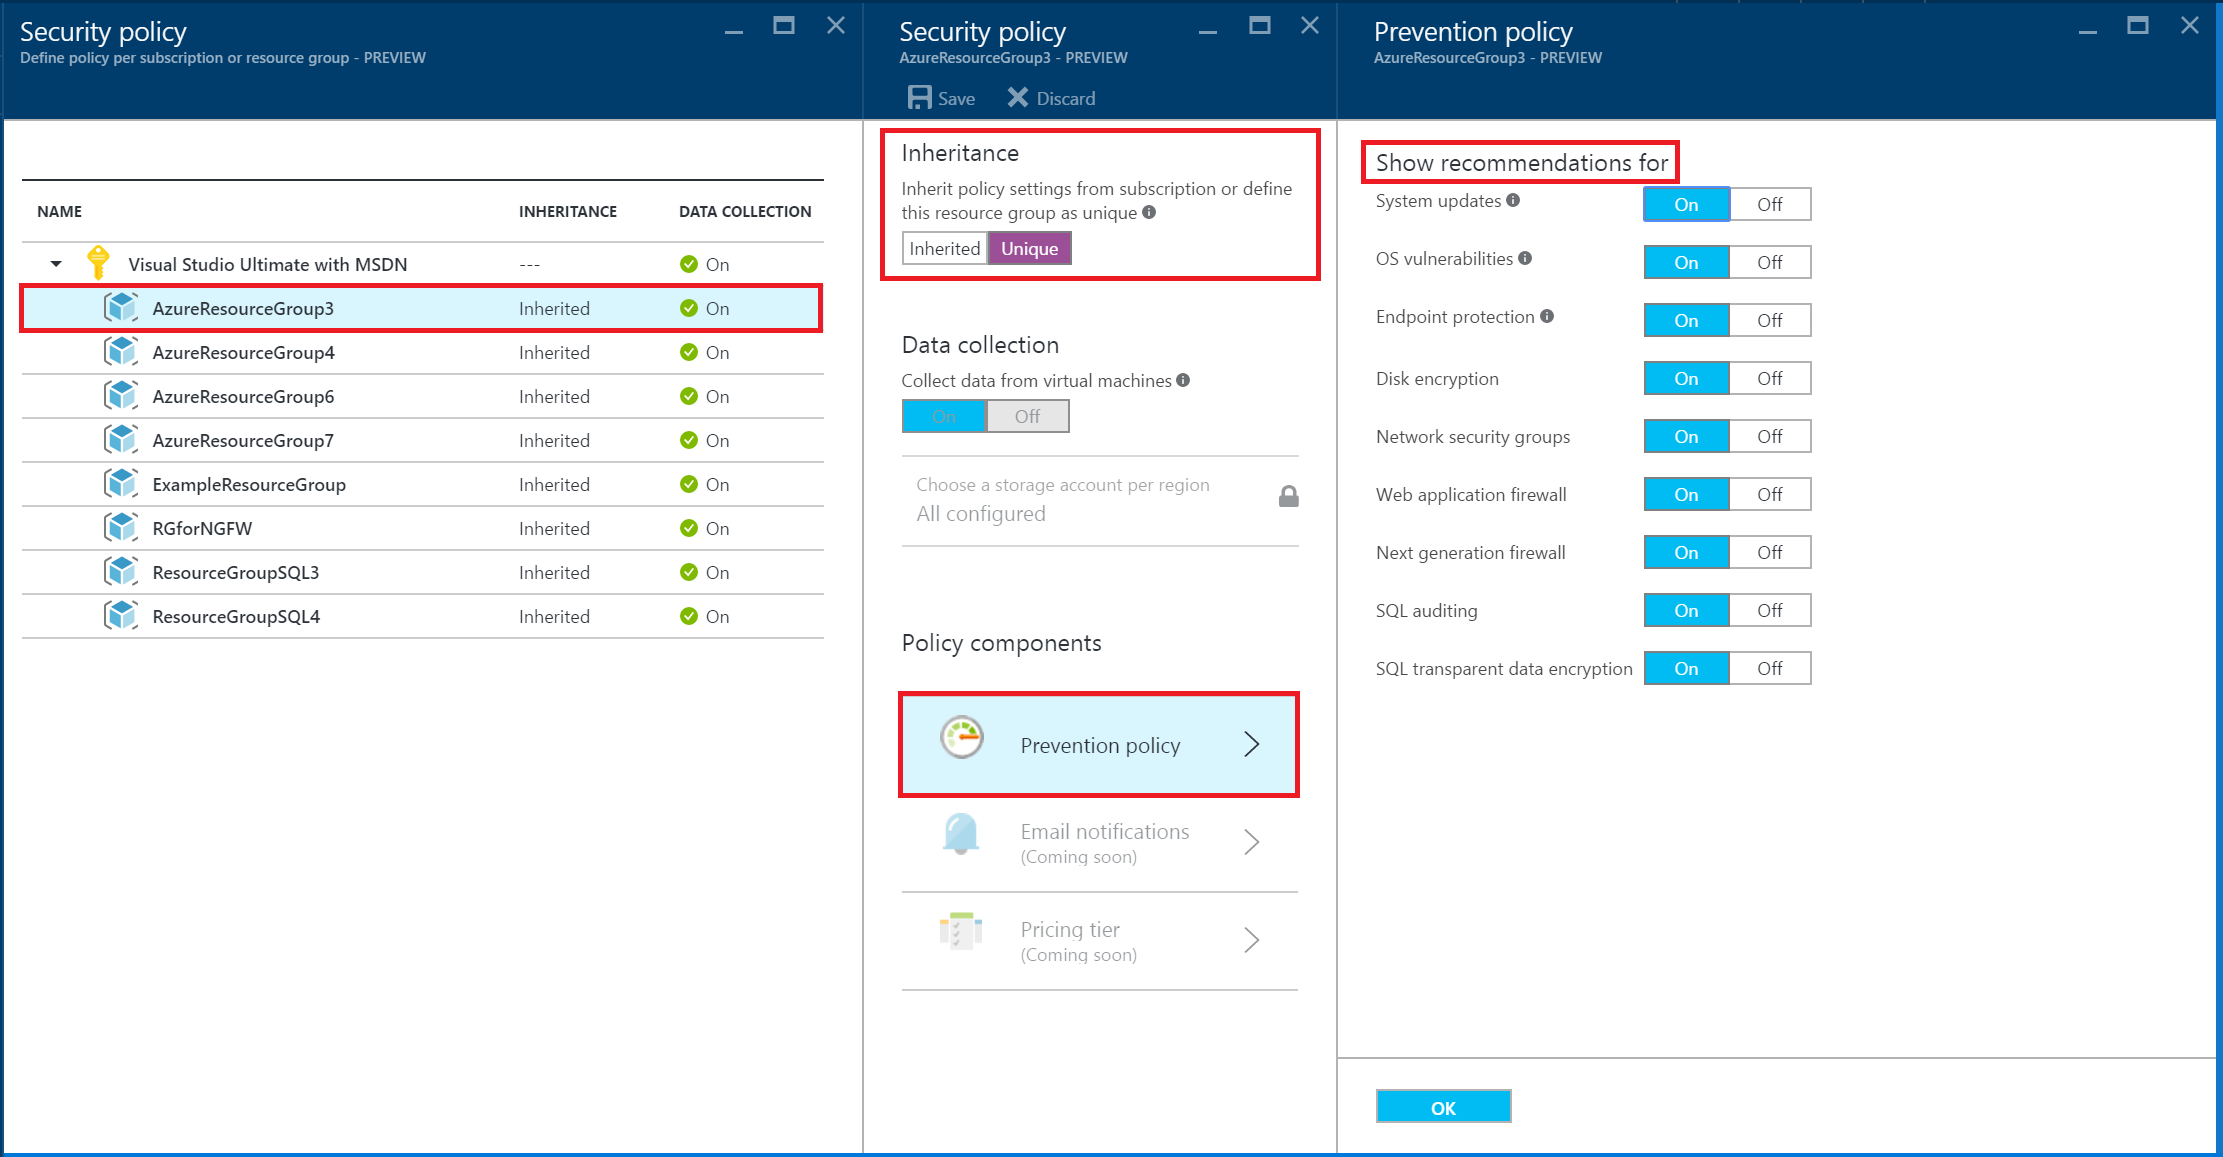 Security policy
Define policy per subscription or resource group - PREVIEW
NAME INHERITANCE DATA COLLECTION
Visual Studio Ultimate with MSDN --- On
AzureResourceGroup3 Inherited On
AzureResourceGroup4 Inherited On
AzureResourceGroup6 Inherited On
AzureResourceGroup7 Inherited On
ExampleResourceGroup Inherited On
RGforNGFW Inherited On
ResourceGroupSQL3 Inherited On
ResourceGroupSQL4 Inherited On
Security policy
AzureResourceGroup3 - PREVIEW
Save Discard
Inheritance
Inherit policy settings from subscription or define
this resource group as unique
Inherited Unique
Data collection
Collect data from virtual machines
On Off
Choose a storage account per region
All configured
Policy components
Prevention policy
Email notifications
(Coming soon)
Pricing tier
(Coming soon)
Prevention policy
AzureResourceGroup3 - PREVIEW
Show recommendations for
System updates On Off
OS vulnerabilities On Off
Endpoint protection On Off
Disk encryption On Off
Network security groups On Off
Web application firewall On Off
Next generation firewall On Off
SQL auditing On Off
SQL transparent data encryption On Off
OK